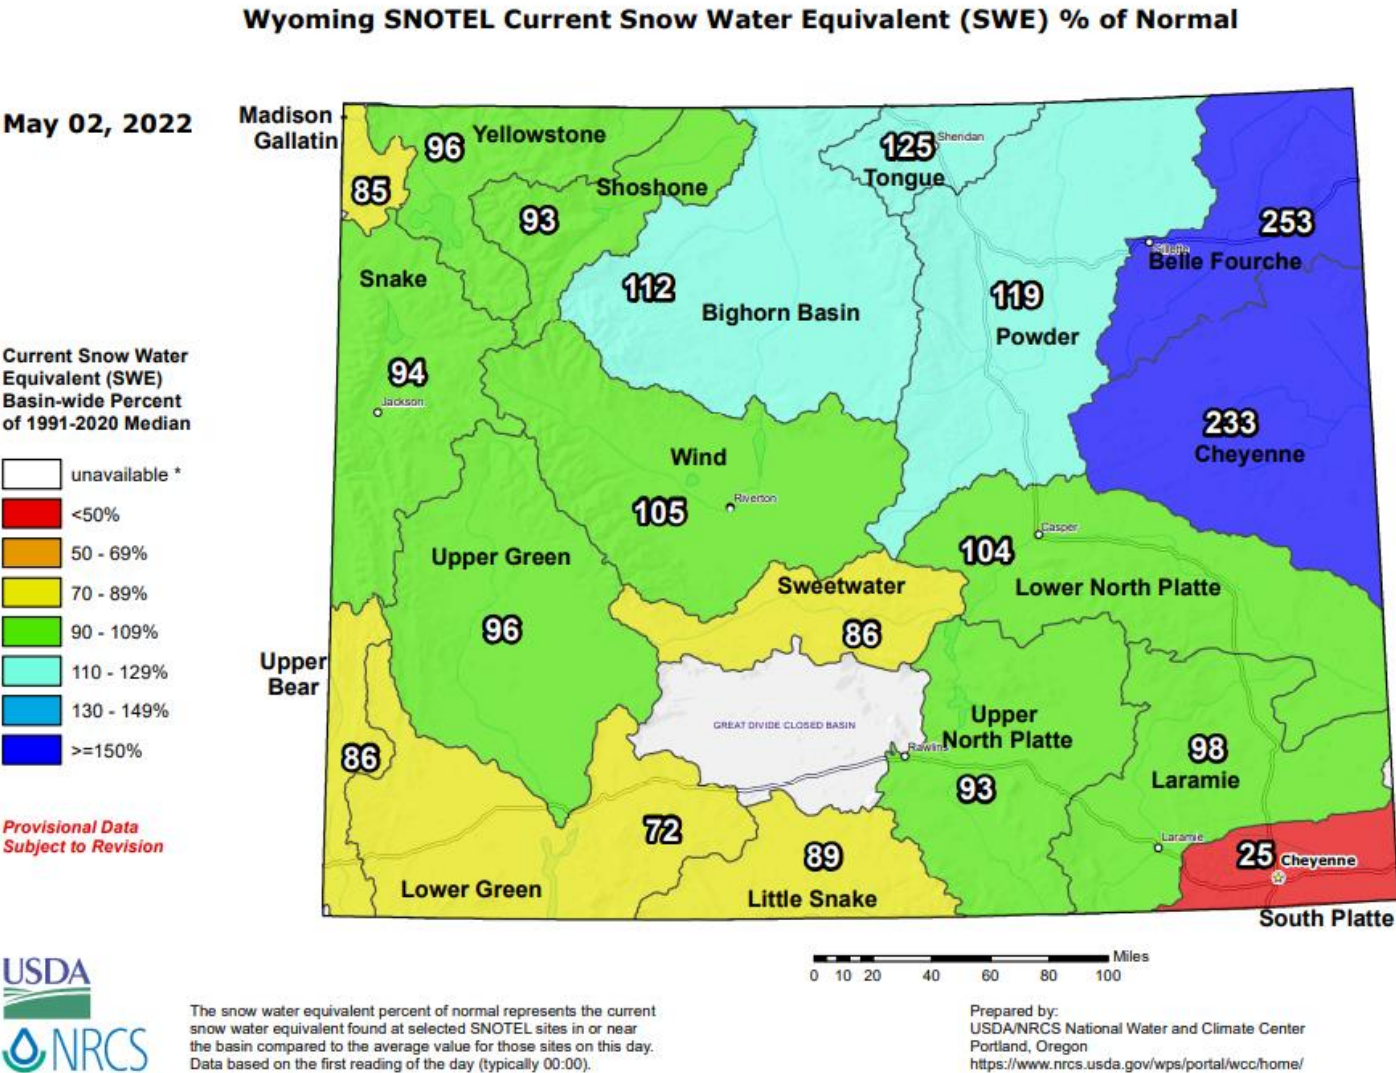 Wyoming SNOTEL Current Snow Water Equivalent (SWE) % of Normal
May 02, 2022
Madison
Gallatin
96
Yellowstone
125
Sheridan
Tongue
85
Shoshone
93
253
Gillette
Belle Fourche
Snake
112
Bighorn Basin
119
Powder
Current Snow Water
Equivalent (SWE)
Basin-wide Percent
of 1991-2020 Median
94
Jackson
233
Cheyenne
unavailable *
<50%
50 - 69%
70 - 89%
90 - 109%
110 - 129%
130 - 149%
>=150%
Wind
105
Riverton
Casper
104
Lower North Platte
Upper Green
96
Sweetwater
86
Upper
Bear
86
GREAT DIVIDE CLOSED BASIN
Rawlins
Upper
North Platte
93
98
Laramie
Laramie
Provisional Data
Subject to Revision
72
Lower Green
89
Little Snake
25
Cheyenne
South Platte
Miles
0 10 20 40 60 80 100
USDA
NRCS
The snow water equivalent percent of normal represents the current
snow water equivalent found at selected SNOTEL sites in or near
the basin compared to the average value for those sites on this day.
Data based on the first reading of the day (typically 00:00).
Prepared by:
USDA/NRCS National Water and Climate Center
Portland, Oregon
https://www.nrcs.usda.gov/wps/portal/wcc/home/